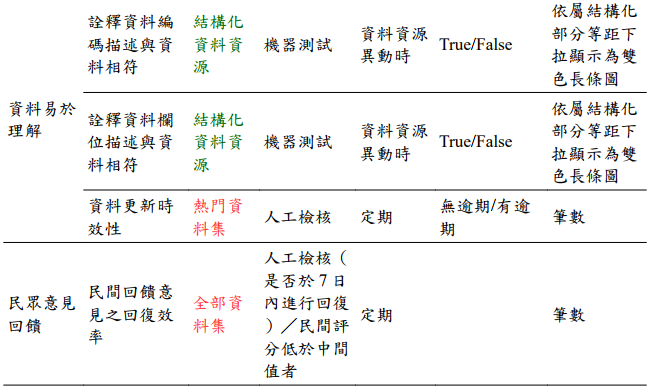 資料易於
理解
詮釋資料編
碼描述與資
料相符
結構化
資料資
源
機器測試
資料資源
異動時
True/False
依屬結構化
部分等距下
拉顯示為雙
色長條圖
詮釋資料欄
位描述與資
料相符
結構化
資料資
源
機器測試
資料資源
異動時
True/False
依屬結構化
部分等距下
拉顯示為雙
色長條圖
資料更新時
效性
熱門資
料集
人工檢核
定期
無逾期/有逾
期
筆數
民眾意見
回饋
民間回饋意
見之回復效
率
全部資
料集
人工檢核（
是否於 7 日
內進行回復
）／民間評
分低於中間
值者
定期
筆數